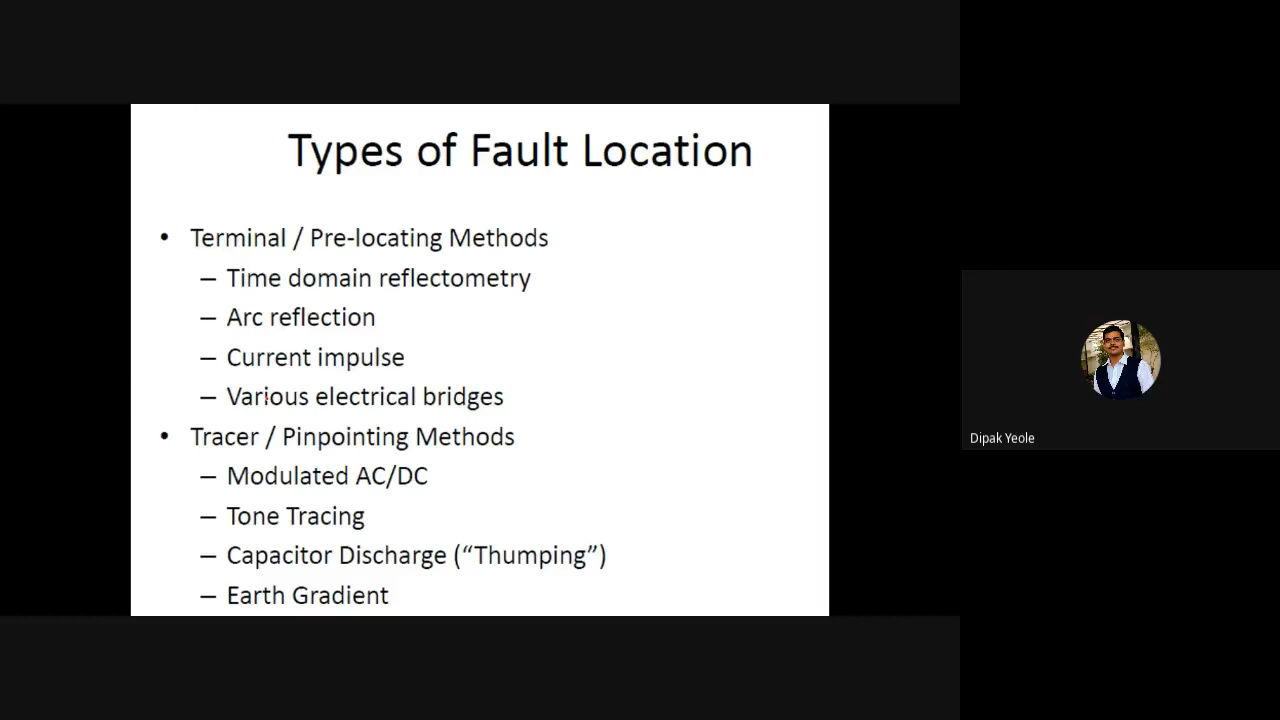 Types of Fault Location
• Terminal / Pre-locating Methods
– Time domain reflectometry
– Arc reflection
– Current impulse
– Various electrical bridges
• Tracer / Pinpointing Methods
– Modulated AC/DC
– Tone Tracing
– Capacitor Discharge (“Thumping”)
– Earth Gradient
Dipak Yeole